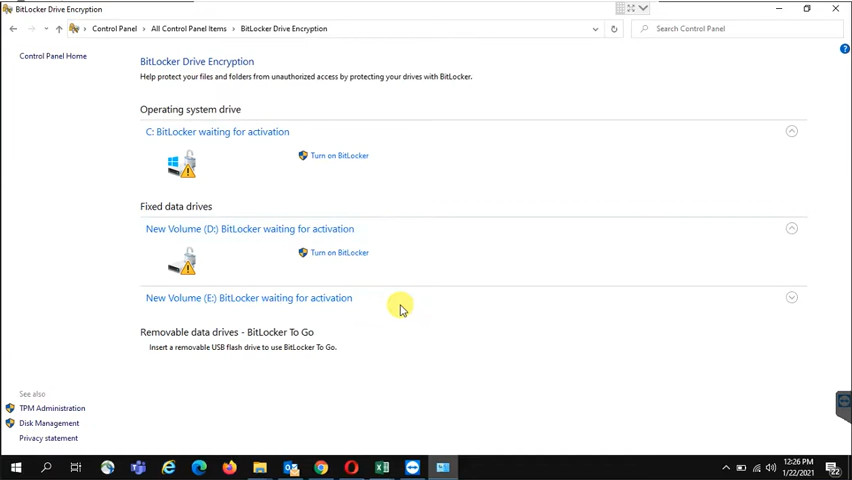 BitLocker Drive Encryption
Control Panel
All Control Panel Items
BitLocker Drive Encryption
Search Control Panel
Control Panel Home
BitLocker Drive Encryption
Help protect your files and folders from unauthorized access by protecting your drives with BitLocker.
Operating system drive
C: BitLocker waiting for activation
Turn on BitLocker
Fixed data drives
New Volume (D:) BitLocker waiting for activation
Turn on BitLocker
New Volume (E:) BitLocker waiting for activation
Removable data drives - BitLocker To Go
Insert a removable USB flash drive to use BitLocker To Go.
See also
TPM Administration
Disk Management
Privacy statement
12:26 PM
1/22/2021
22